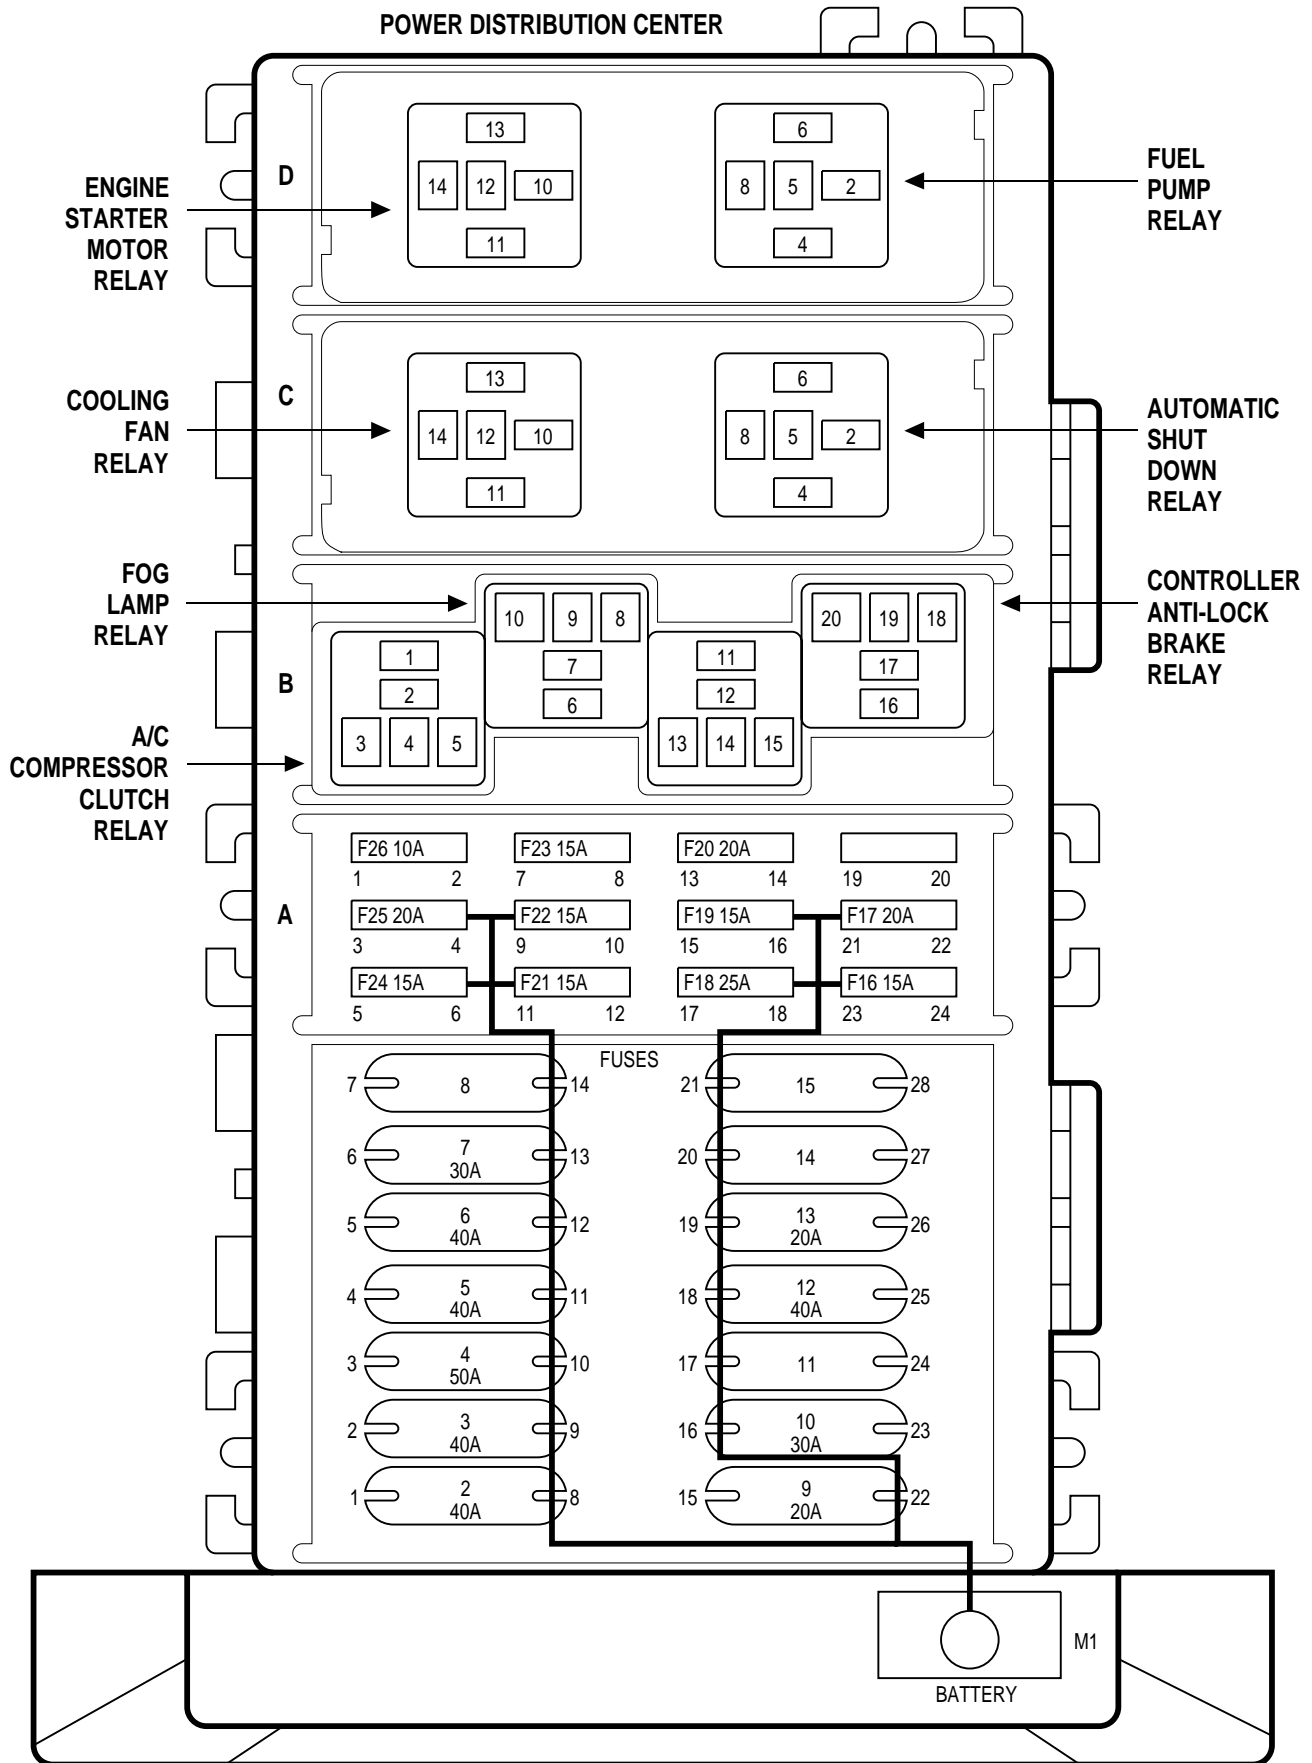 POWER DISTRIBUTION CENTER
D
ENGINE
STARTER
MOTOR
RELAY
13
14 12 10
11
6
8 5 2
4
FUEL
PUMP
RELAY
C
COOLING
FAN
RELAY
13
14 12 10
11
6
8 5 2
4
AUTOMATIC
SHUT
DOWN
RELAY
B
FOG
LAMP
RELAY
10 9 8
7
6
20 19 18
17
16
CONTROLLER
ANTI-LOCK
BRAKE
RELAY
A/C
COMPRESSOR
CLUTCH
RELAY
1
2
3 4 5
11
12
13 14 15
A
F26 10A F23 15A F20 20A
1 2 7 8 13 14 19 20
F25 20A F22 15A F19 15A F17 20A
3 4 9 10 15 16 21 22
F24 15A F21 15A F18 25A F16 15A
5 6 11 12 17 18 23 24
FUSES
7 8 14 21 15 28
6 7 13 20 14 27
30A
5 6 12 19 13 26
40A 20A
4 5 11 18 12 25
40A 40A
3 4 10 17 11 24
50A
2 3 9 16 10 23
40A 30A
1 2 8 15 9 22
40A 20A
M1
BATTERY